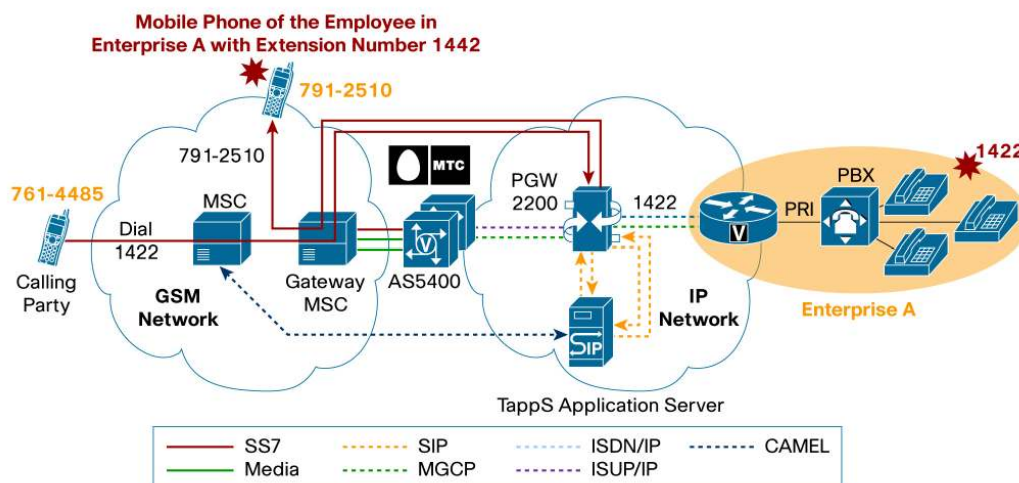 Mobile Phone of the Employee in
Enterprise A with Extension Number 1442
791-2510
791-2510
MTC
1422
761-4485
MSC
PGW
2200
1422
PBX
PRI
Dial
1422
V
V
Calling
Party
GSM
Network
Gateway
MSC
AS5400
IP
Network
SIP
Enterprise A
TappS Application Server
SS7
SIP
ISDN/IP
CAMEL
Media
MGCP
ISUP/IP